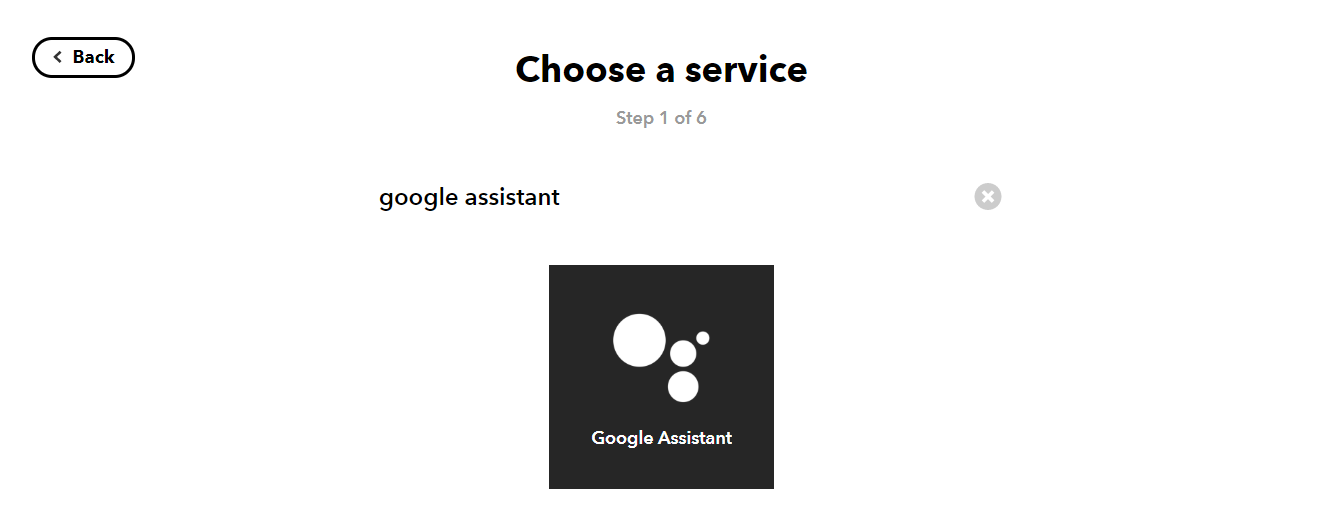 Back
Choose a service
Step 1 of 6
google assistant
Google Assistant